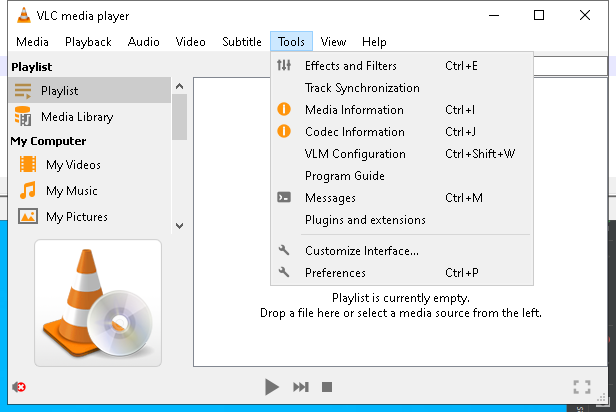 VLC media player
Media Playback Audio Video Subtitle Tools View Help
Playlist
Playlist
Media Library
My Computer
My Videos
My Music
My Pictures
Effects and Filters Ctrl+E
Track Synchronization
Media Information Ctrl+I
Codec Information Ctrl+J
VLM Configuration Ctrl+Shift+W
Program Guide
Messages Ctrl+M
Plugins and extensions
Customize Interface...
Preferences Ctrl+P
Playlist is currently empty.
Drop a file here or select a media source from the left.